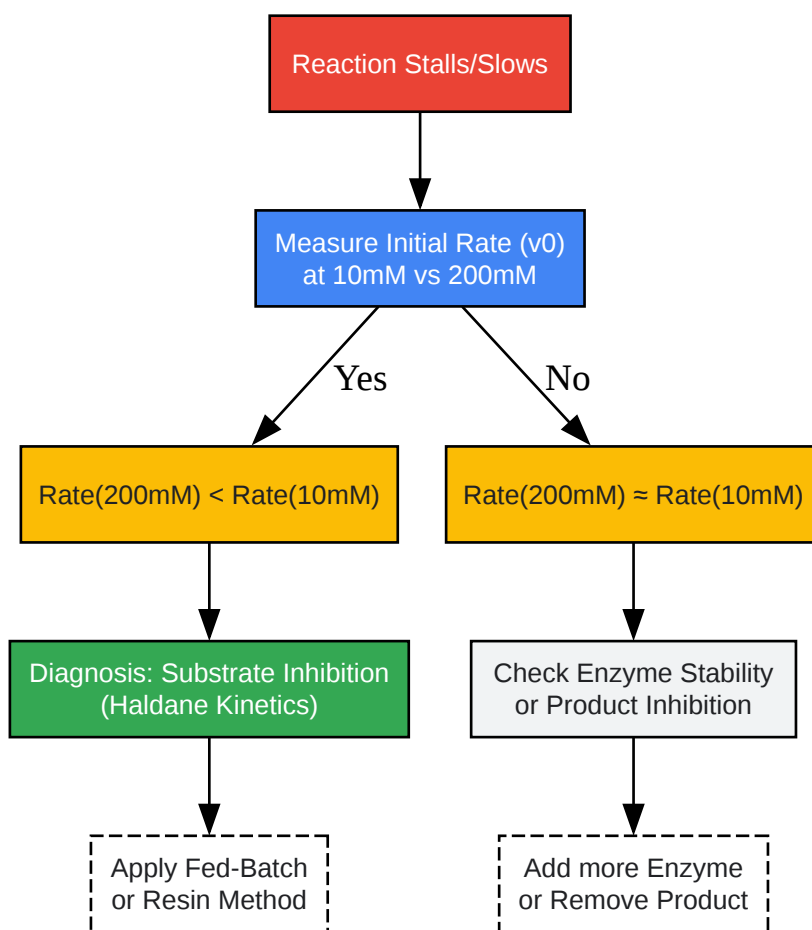 Reaction Stalls/Slows
Measure Initial Rate (v0)
at 10mM vs 200mM
Yes
No
Rate(200mM) < Rate(10mM)
Rate(200mM) ≈ Rate(10mM)
Diagnosis: Substrate Inhibition
(Haldane Kinetics)
Check Enzyme Stability
or Product Inhibition
Apply Fed-Batch
or Resin Method
Add more Enzyme
or Remove Product